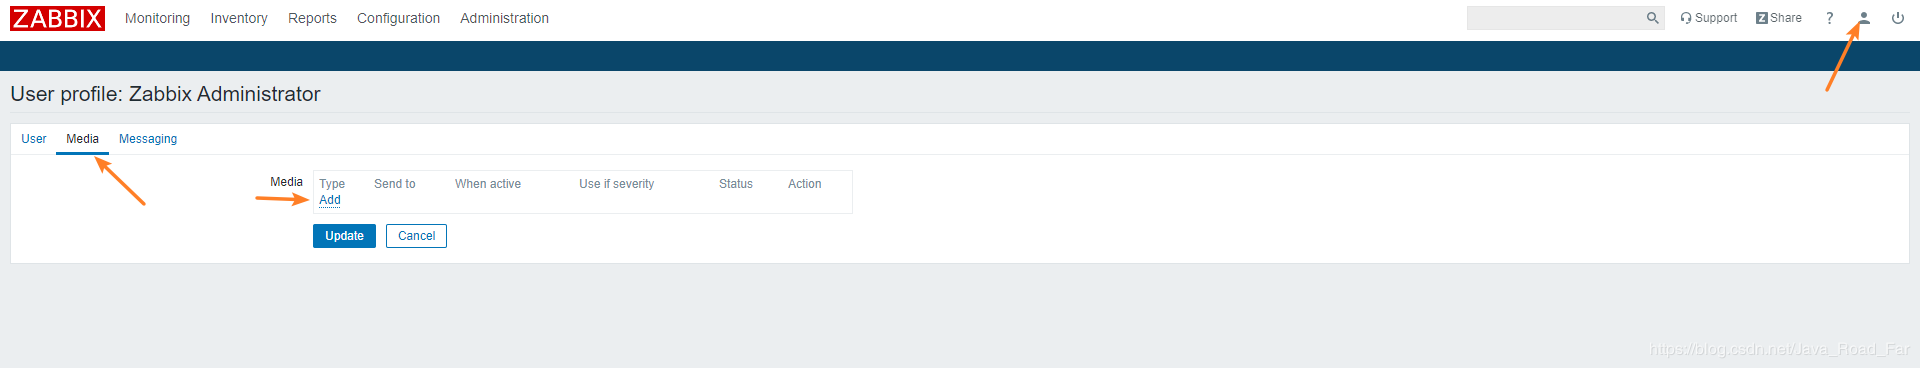 ZABBIX Monitoring Inventory Reports Configuration Administration Support Z Share ?
User profile: Zabbix Administrator
User Media Messaging
Media Type Send to When active Use if severity Status Action
Add
Update Cancel
https://blog.csdn.net/Java_Road_Far